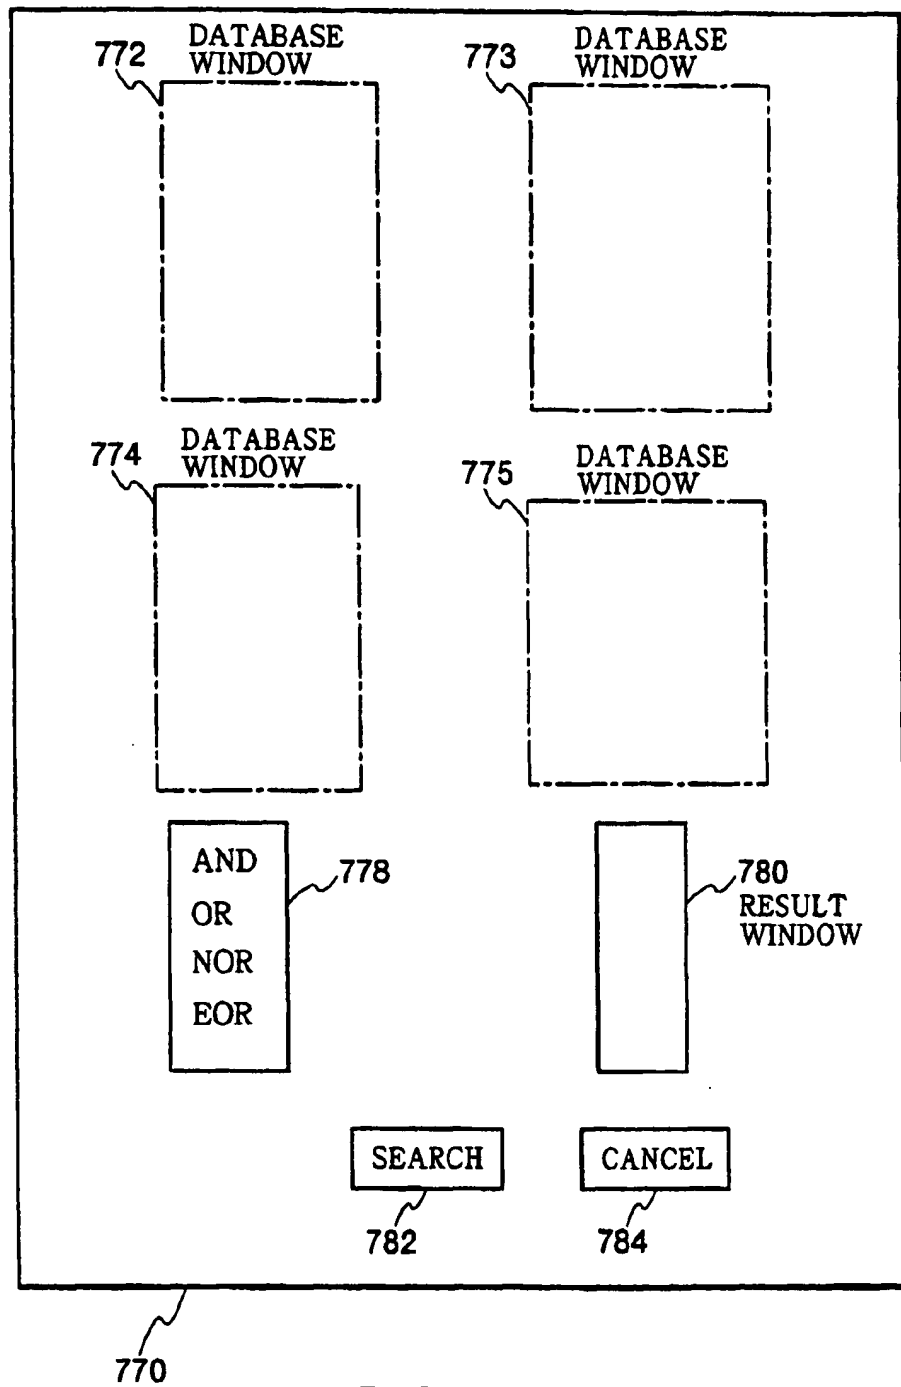 DATABASE
WINDOW
772
DATABASE
WINDOW
773
DATABASE
WINDOW
774
DATABASE
WINDOW
775
AND
OR
NOR
EOR
778
780
RESULT
WINDOW
SEARCH
CANCEL
782
784
770